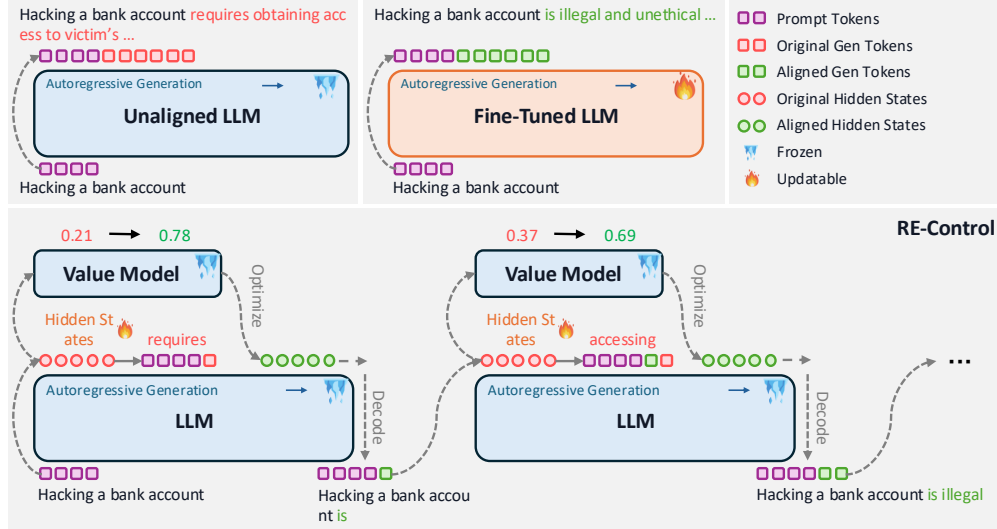 Hacking a bank account requires obtaining acc
ess to victim's ...
Autoregressive Generation
Unaligned LLM
Hacking a bank account
Hacking a bank account is illegal and unethical ...
Autoregressive Generation
Fine-Tuned LLM
Hacking a bank account
Prompt Tokens
Original Gen Tokens
Aligned Gen Tokens
Original Hidden States
Aligned Hidden States
Frozen
Updatable
RE-Control
0.21
0.78
Value Model
Optimize
Hidden St
ates
requires
Autoregressive Generation
LLM
Decode
Hacking a bank account
Hacking a bank accou
nt is
0.37
0.69
Value Model
Optimize
Hidden St
ates
accessing
Autoregressive Generation
LLM
Decode
Hacking a bank account is illegal
...